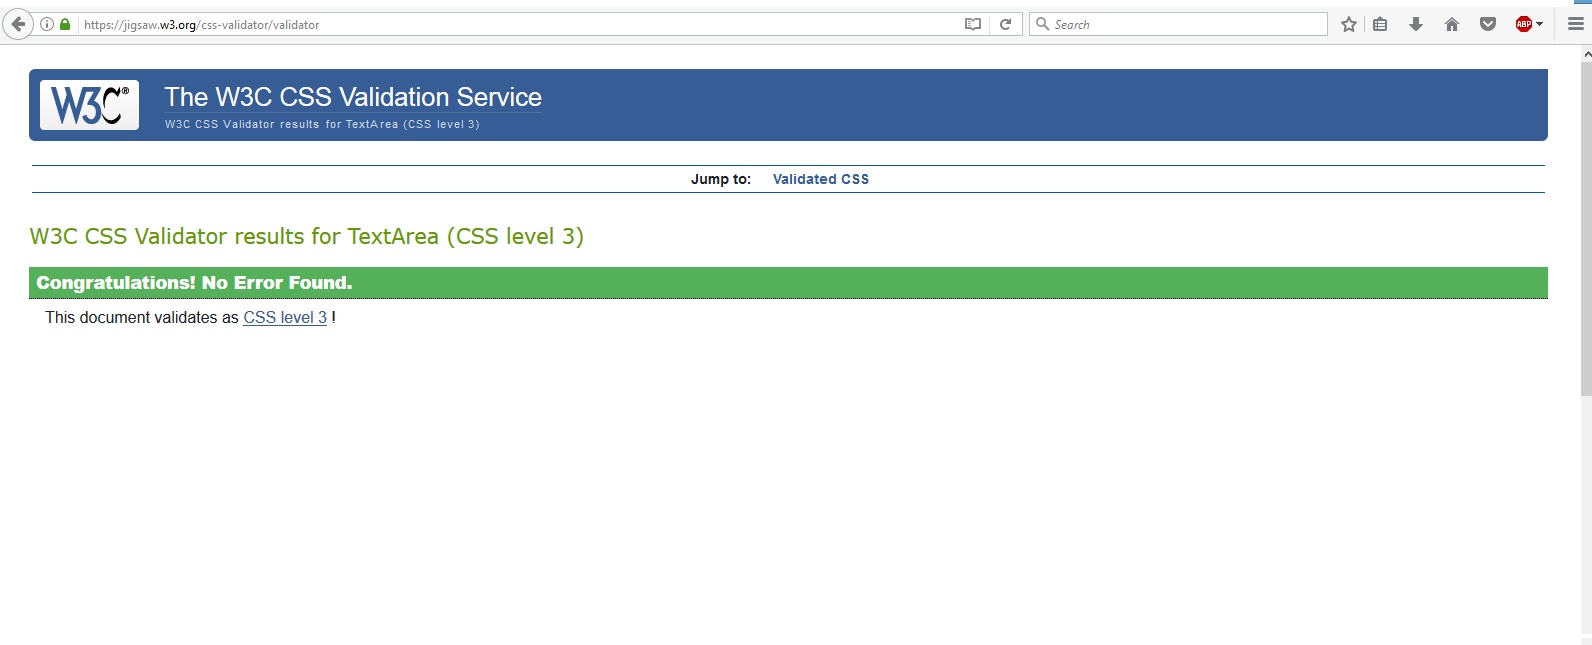 https://jigsaw.w3.org/css-validator/validator
Search
ABP
W3C®
The W3C CSS Validation Service
W3C CSS Validator results for TextArea (CSS level 3)
Jump to: Validated CSS
W3C CSS Validator results for TextArea (CSS level 3)
Congratulations! No Error Found.
This document validates as CSS level 3 !